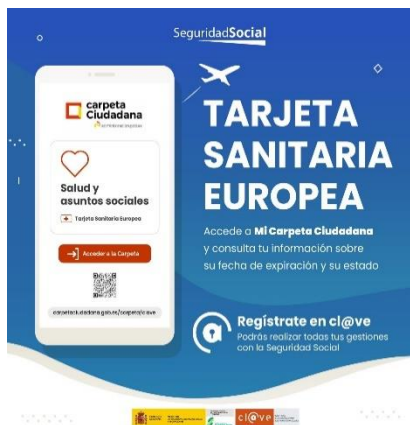 SeguridadSocial
carpeta
Ciudadana
Salud y
asuntos sociales
Tarjeta Sanitaria Europea
Acceder a la Carpeta
carpetaciudadana.gob.es/carpeta/clave
TARJETA
SANITARIA
EUROPEA
Accede a Mi Carpeta Ciudadana
y consulta tu información sobre
su fecha de expiración y su estado
Regístrate en cl@ve
Podrás realizar todas tus gestiones
con la Seguridad Social
cl@ve